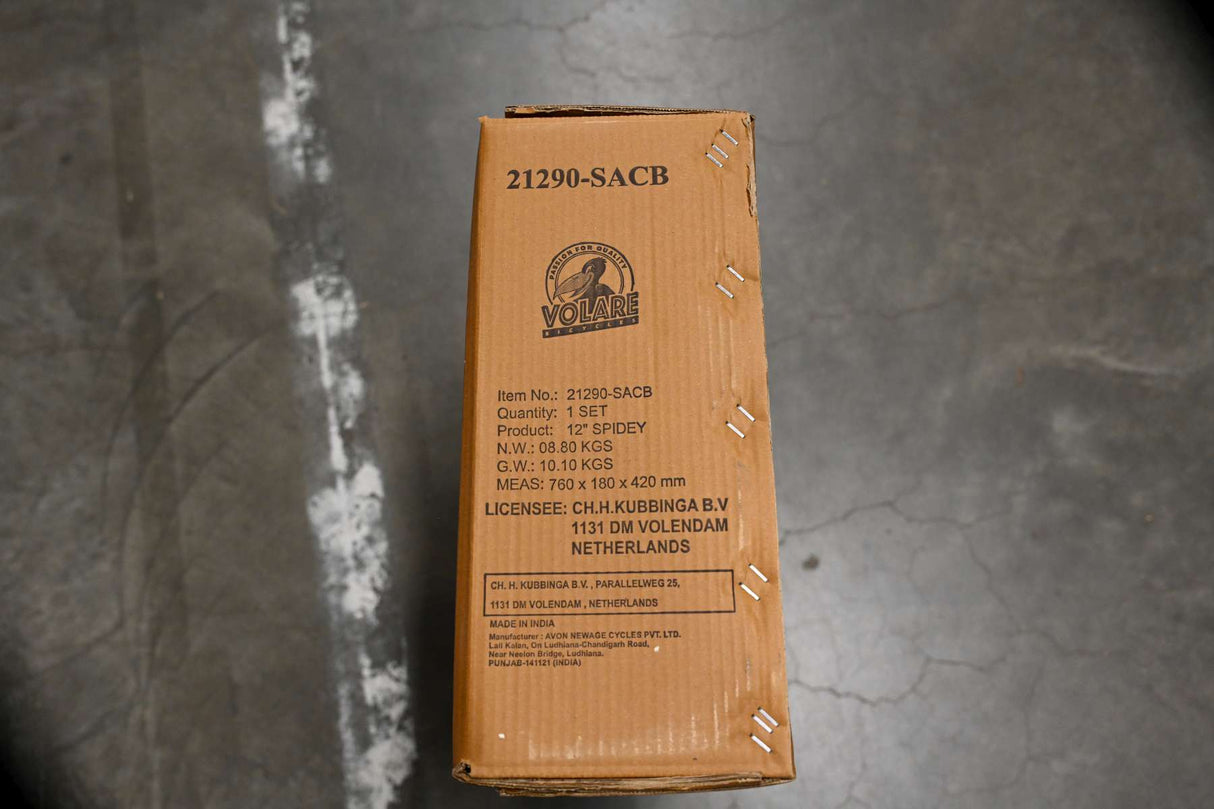 21290-SACB
PASSION FOR QUALITY
VOLARE
BICYCLES
Item No.: 21290-SACB
Quantity: 1 SET
Product: 12" SPIDEY
N.W.: 08.80 KGS
G.W.: 10.10 KGS
MEAS: 760 x 180 x 420 mm
LICENSEE: CH.H.KUBBINGA B.V
1131 DM VOLENDAM
NETHERLANDS
CH. H. KUBBINGA B.V. , PARALLELWEG 25,
1131 DM VOLENDAM , NETHERLANDS
MADE IN INDIA
Manufacturer : AVON NEWAGE CYCLES PVT. LTD.
Lall Kalan, On Ludhiana-Chandigarh Road,
Near Neelon Bridge, Ludhiana.
PUNJAB-141121 (INDIA)